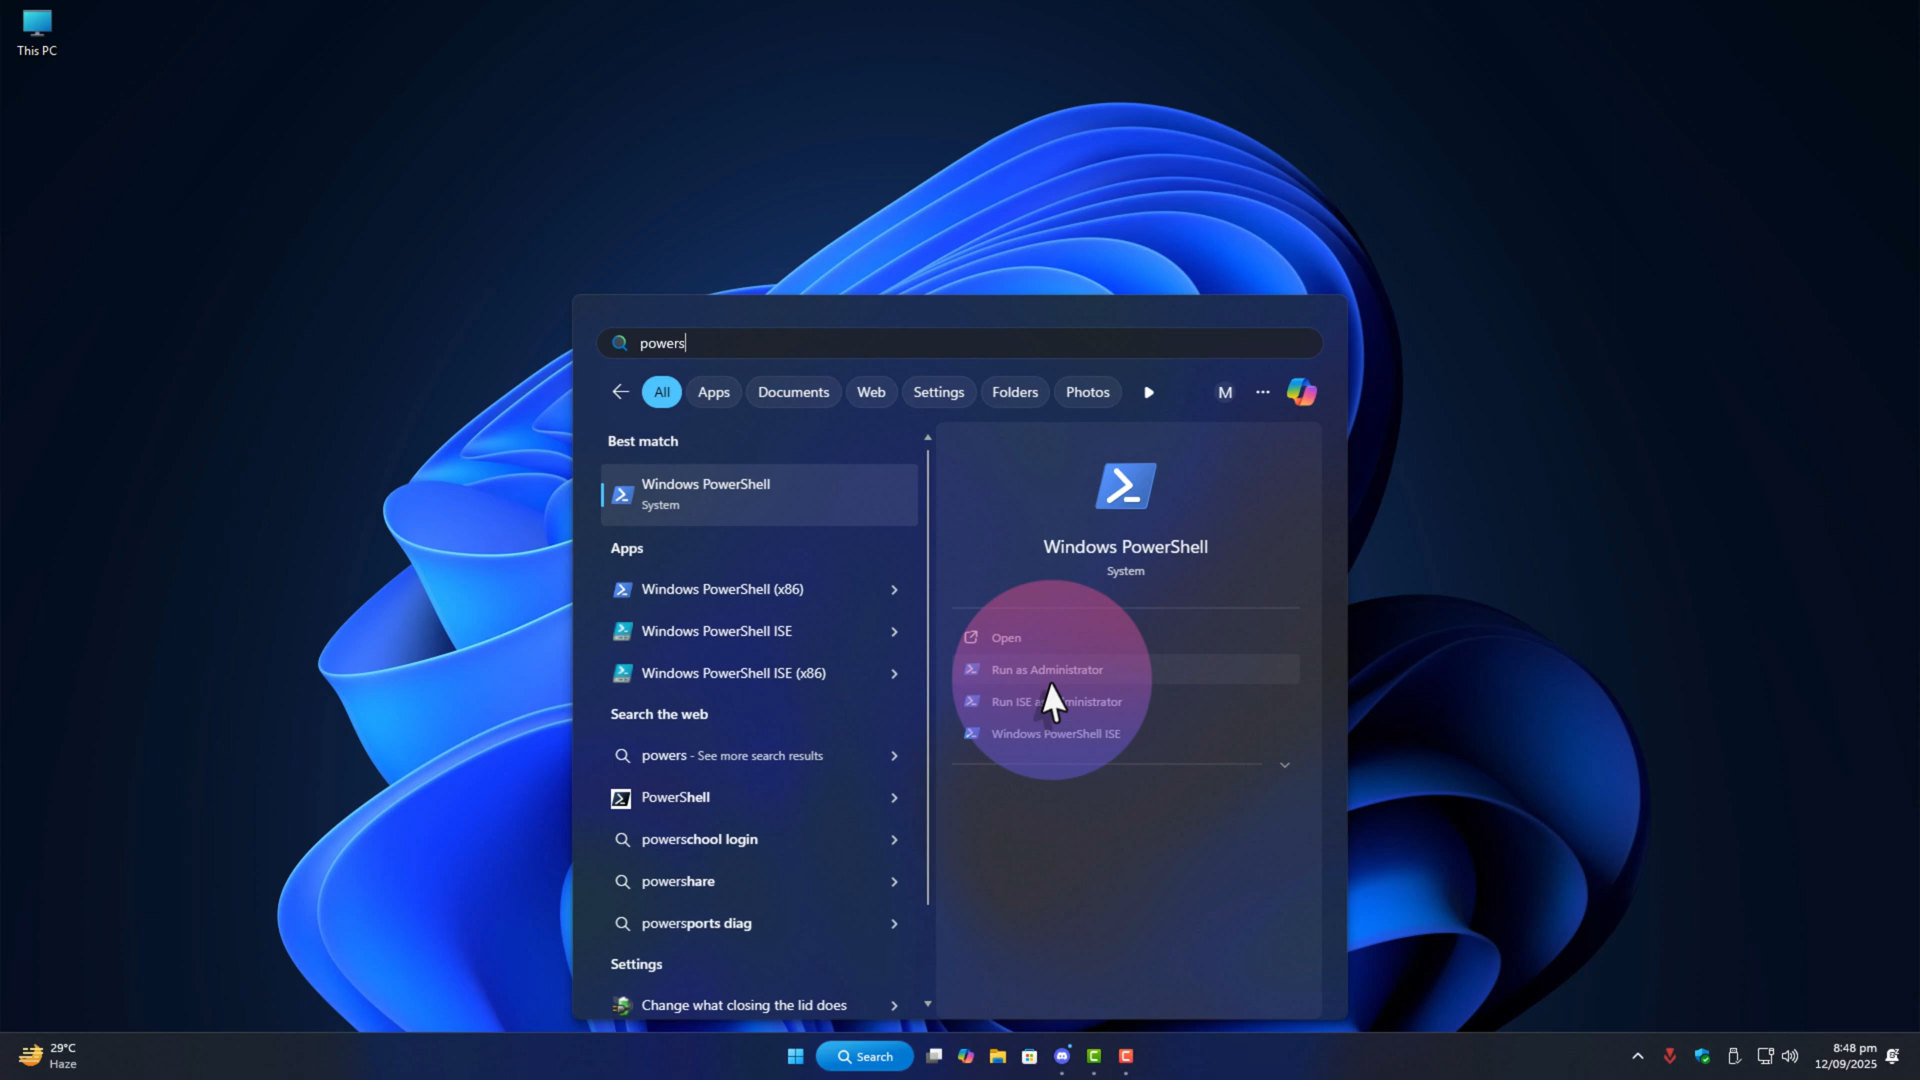 This PC
powers
All
Apps
Documents
Web
Settings
Folders
Photos
M
Best match
Windows PowerShell
System
Apps
Windows PowerShell (x86)
Windows PowerShell ISE
Windows PowerShell ISE (x86)
Search the web
powers - See more search results
PowerShell
powerschool login
powershare
powersports diag
Settings
Change what closing the lid does
Windows PowerShell
System
Open
Run as Administrator
Run ISE as Administrator
Windows PowerShell ISE
29°C
Haze
Search
8:48 pm
12/09/2025